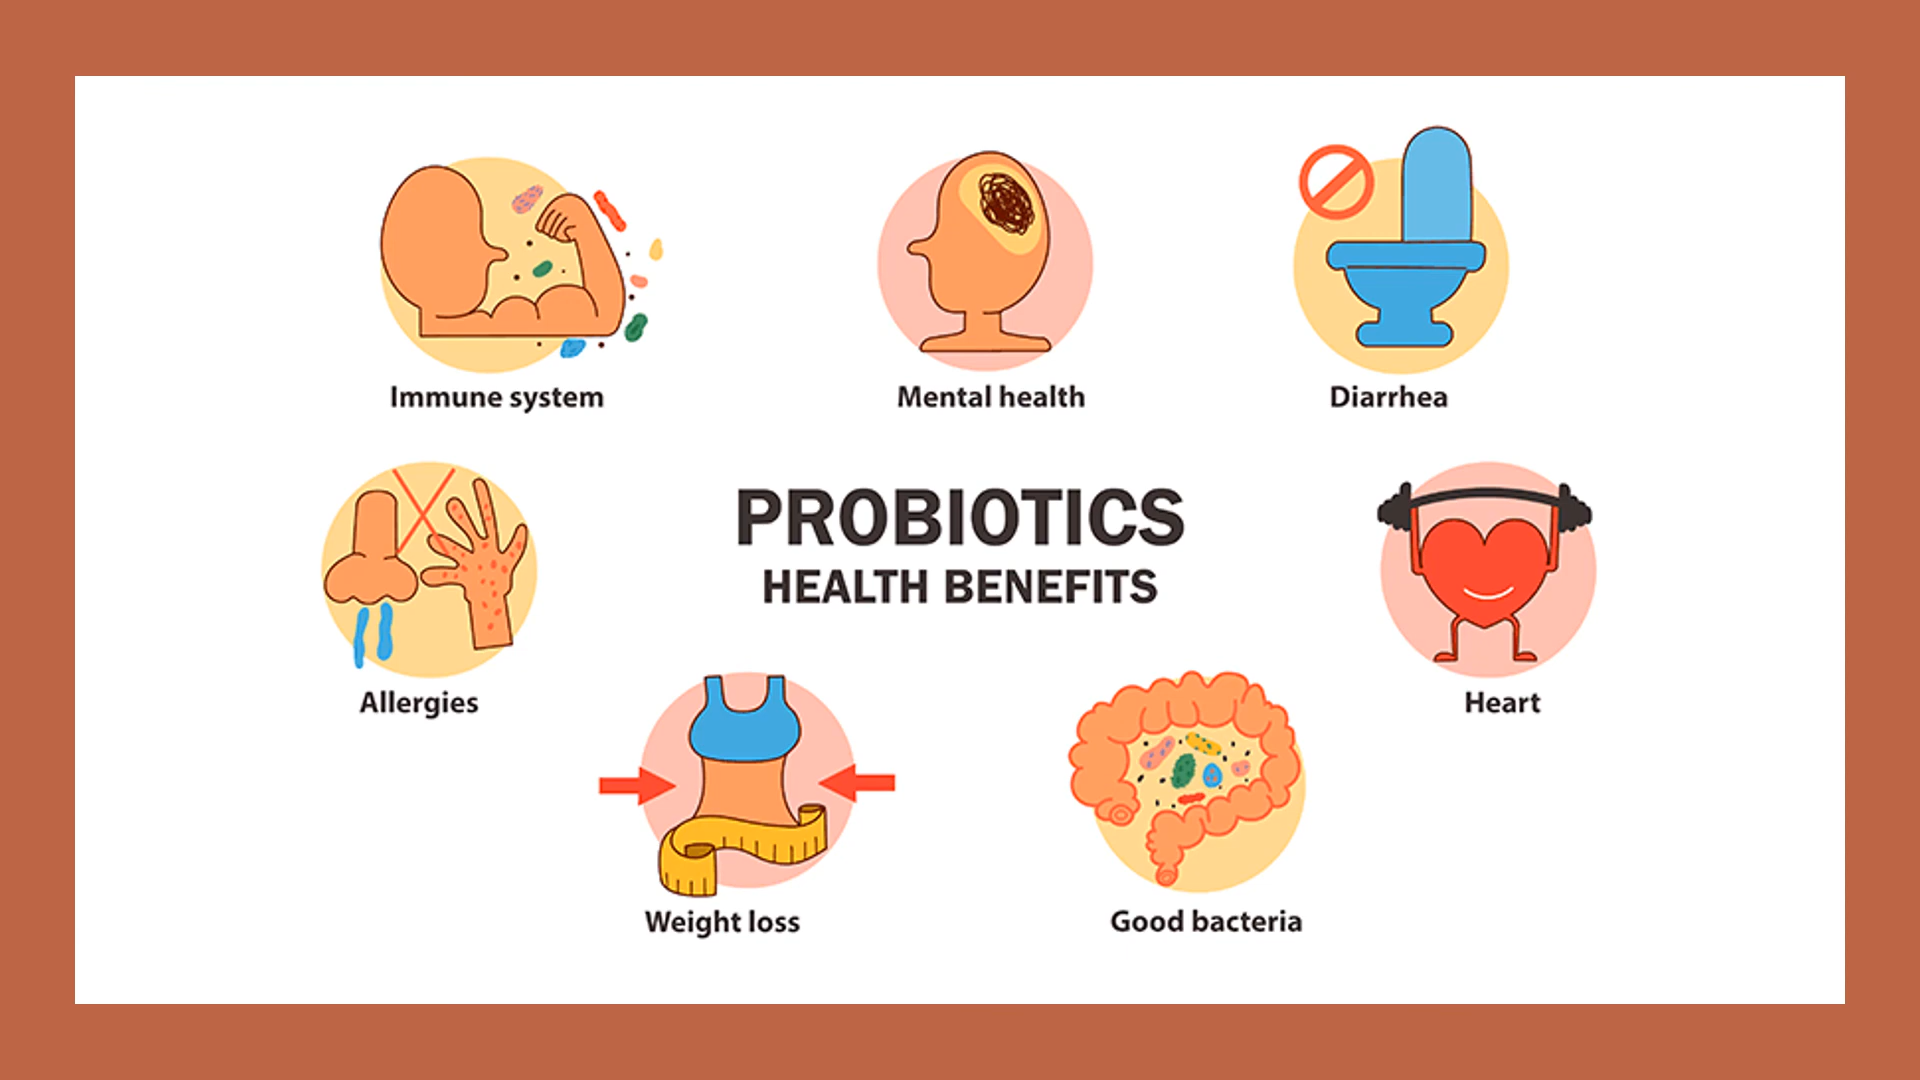 Immune system
Mental health
Diarrhea
PROBIOTICS
HEALTH BENEFITS
Allergies
Heart
Weight loss
Good bacteria